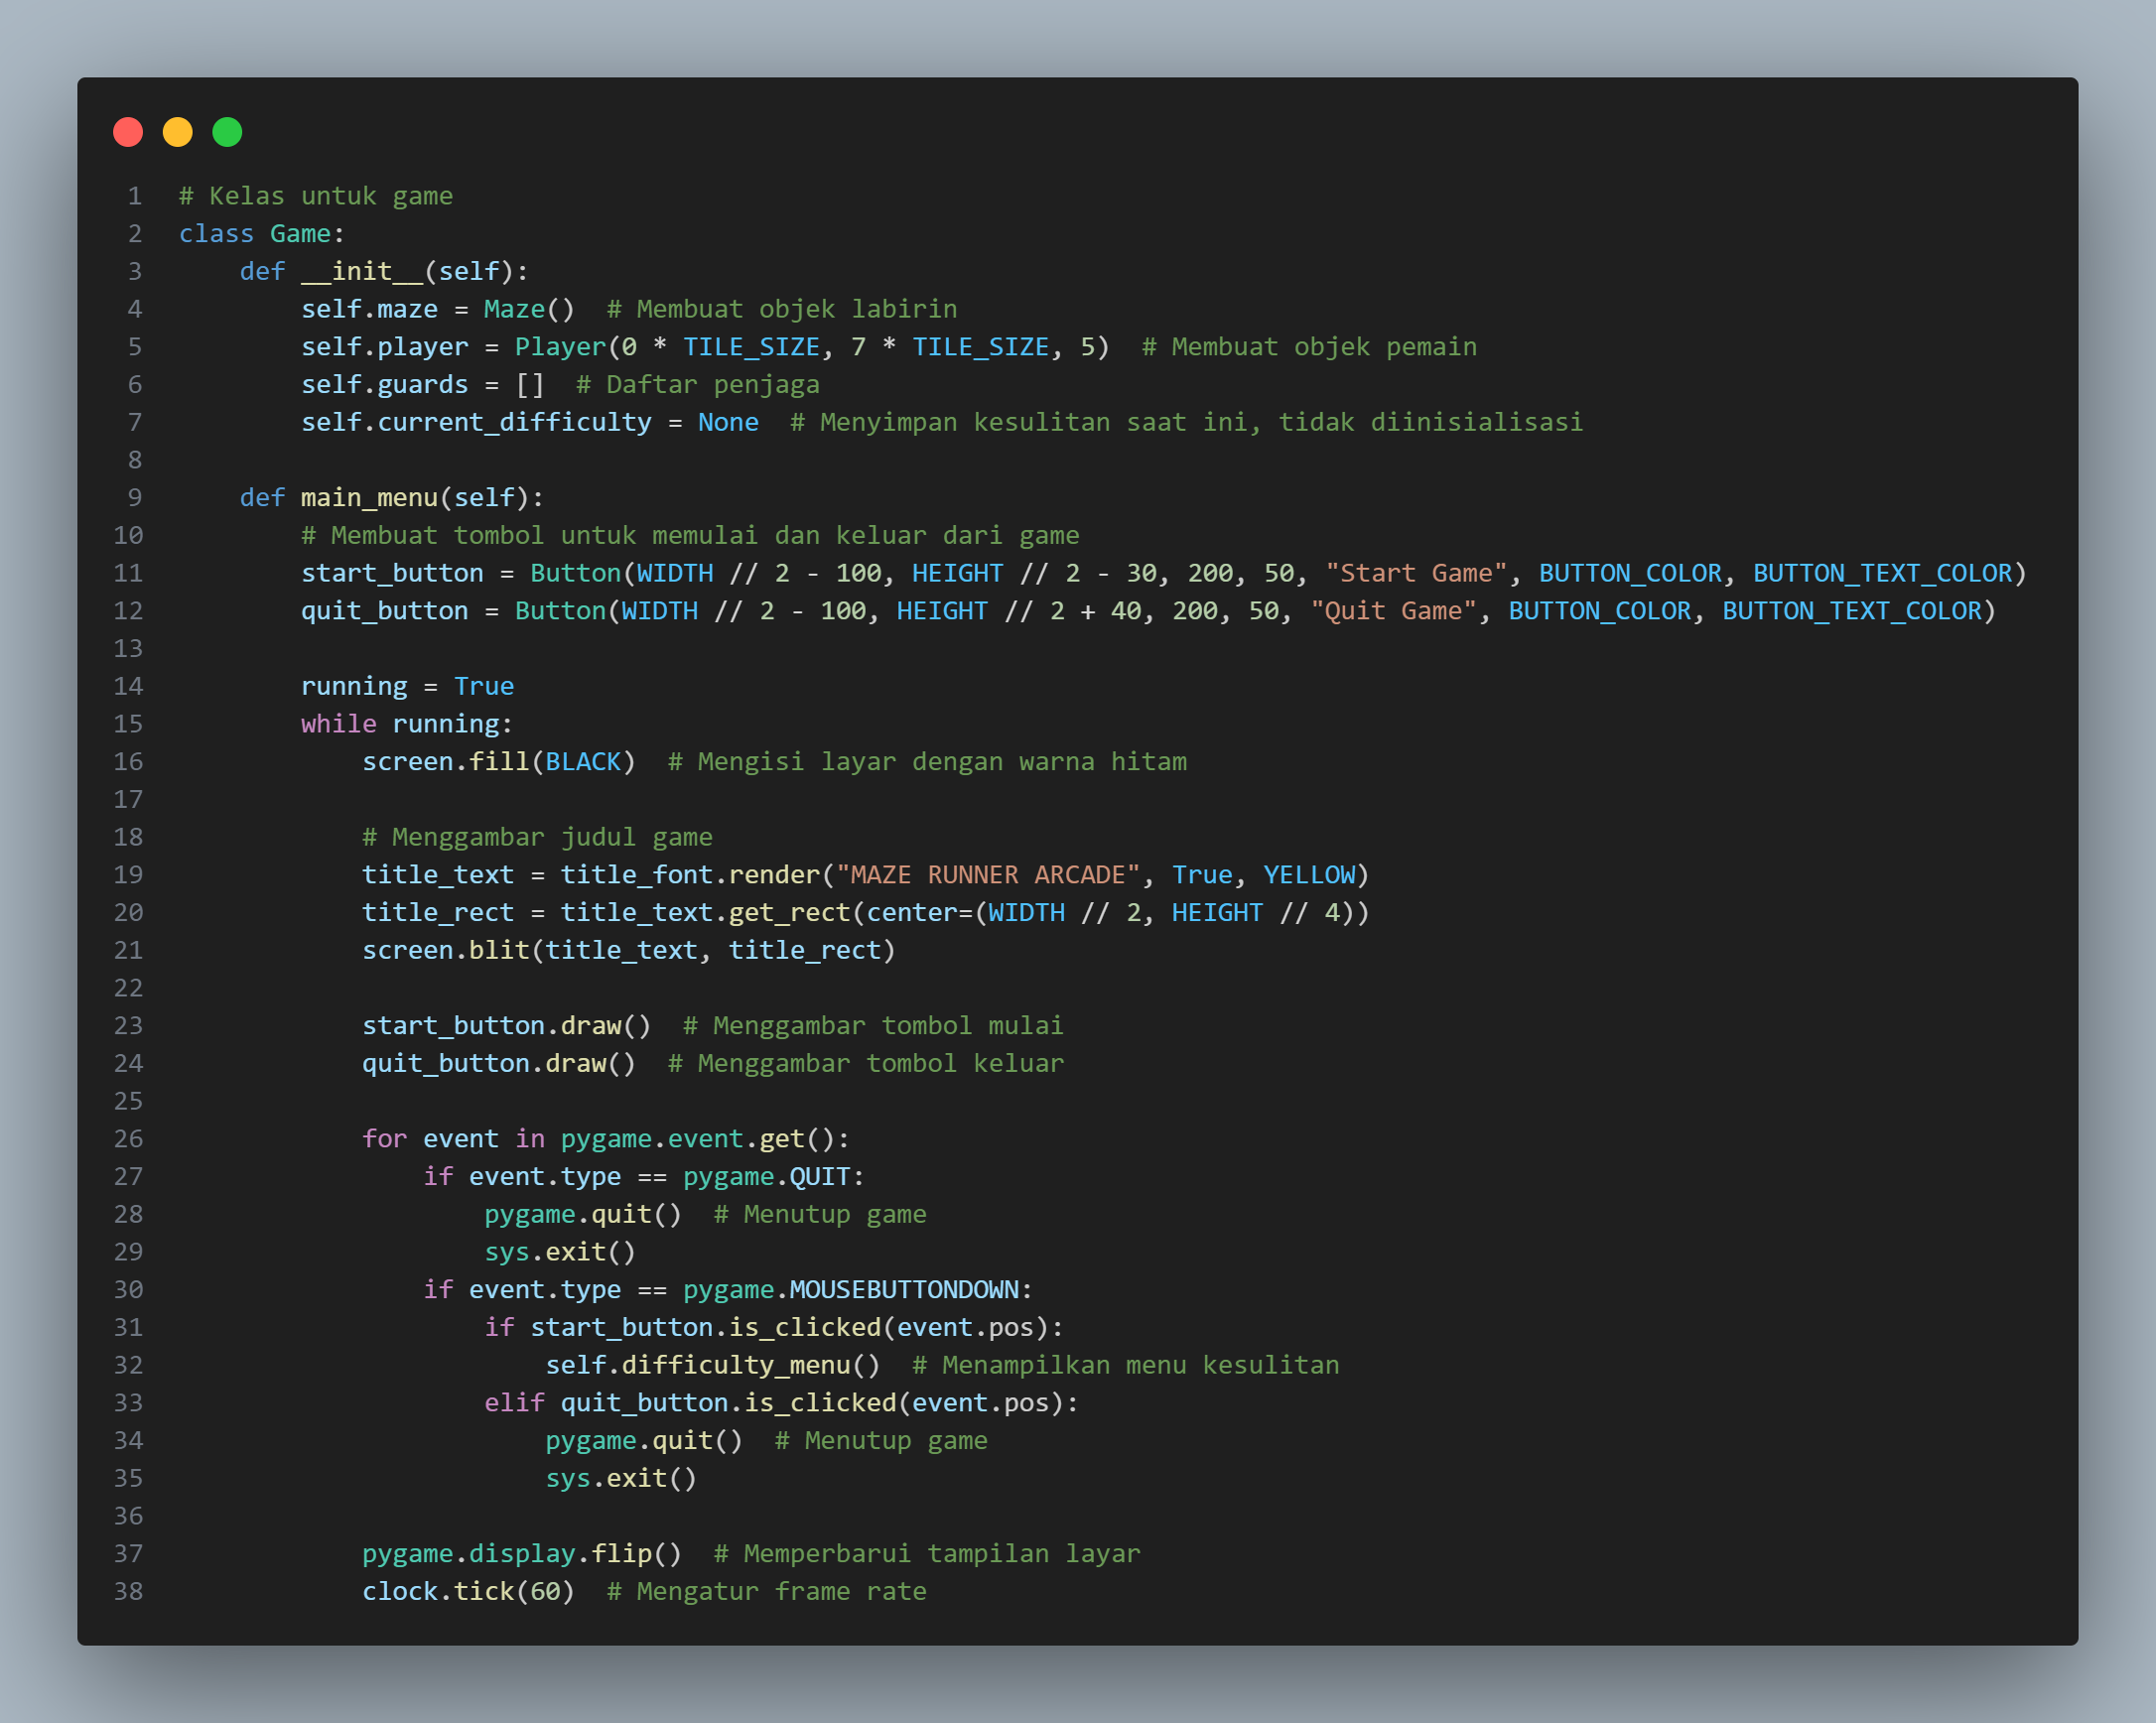 1 # Kelas untuk game
2 class Game:
3     def __init__(self):
4         self.maze = Maze()  # Membuat objek labirin
5         self.player = Player(0 * TILE_SIZE, 7 * TILE_SIZE, 5)  # Membuat objek pemain
6         self.guards = []  # Daftar penjaga
7         self.current_difficulty = None  # Menyimpan kesulitan saat ini, tidak diinisialisasi
8
9     def main_menu(self):
10         # Membuat tombol untuk memulai dan keluar dari game
11         start_button = Button(WIDTH // 2 - 100, HEIGHT // 2 - 30, 200, 50, "Start Game", BUTTON_COLOR, BUTTON_TEXT_COLOR)
12         quit_button = Button(WIDTH // 2 - 100, HEIGHT // 2 + 40, 200, 50, "Quit Game", BUTTON_COLOR, BUTTON_TEXT_COLOR)
13
14         running = True
15         while running:
16             screen.fill(BLACK)  # Mengisi layar dengan warna hitam
17
18             # Menggambar judul game
19             title_text = title_font.render("MAZE RUNNER ARCADE", True, YELLOW)
20             title_rect = title_text.get_rect(center=(WIDTH // 2, HEIGHT // 4))
21             screen.blit(title_text, title_rect)
22
23             start_button.draw()  # Menggambar tombol mulai
24             quit_button.draw()  # Menggambar tombol keluar
25
26             for event in pygame.event.get():
27                 if event.type == pygame.QUIT:
28                     pygame.quit()  # Menutup game
29                     sys.exit()
30                 if event.type == pygame.MOUSEBUTTONDOWN:
31                     if start_button.is_clicked(event.pos):
32                         self.difficulty_menu()  # Menampilkan menu kesulitan
33                     elif quit_button.is_clicked(event.pos):
34                         pygame.quit()  # Menutup game
35                         sys.exit()
36
37             pygame.display.flip()  # Memperbarui tampilan layar
38             clock.tick(60)  # Mengatur frame rate